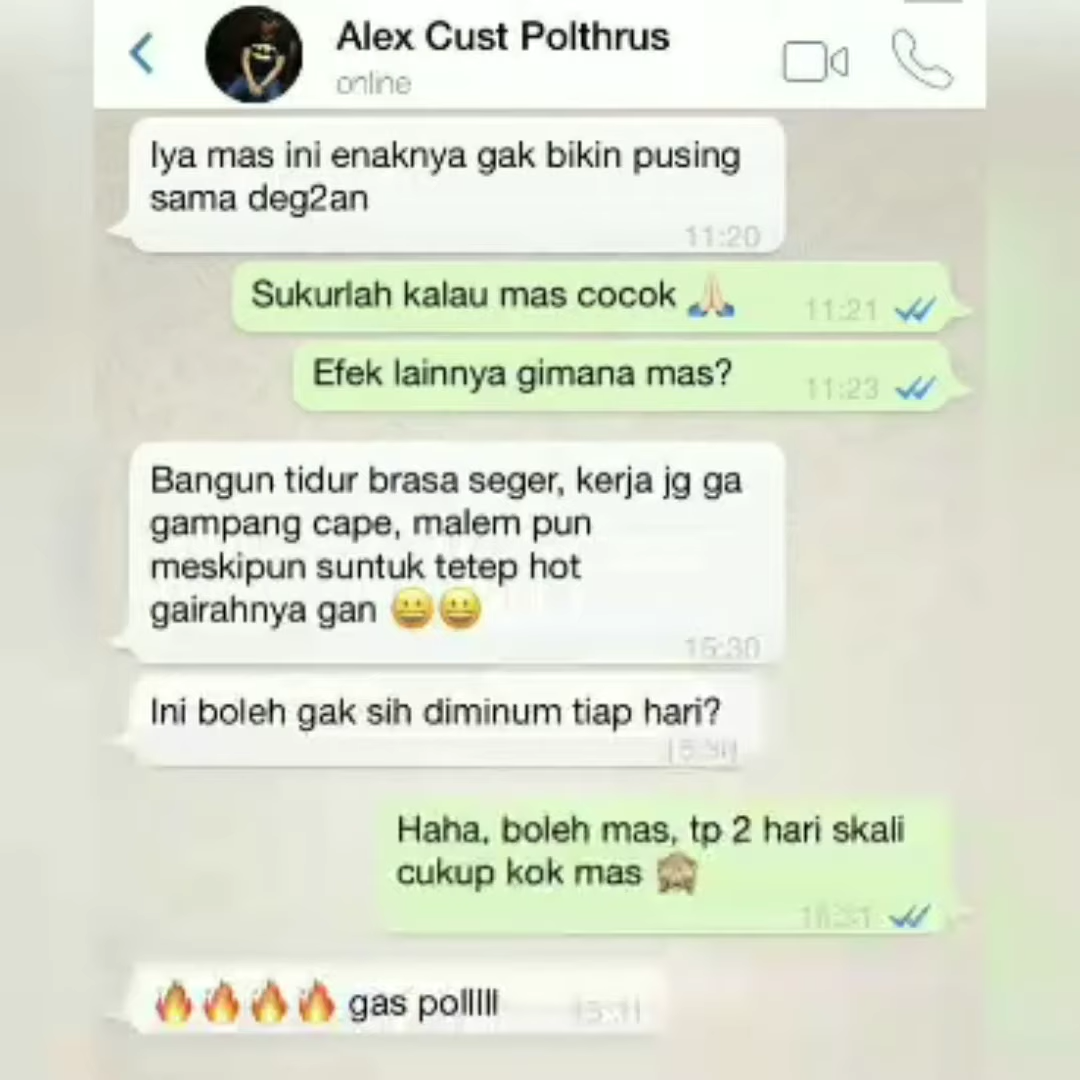 Alex Cust Polthrus
online
Iya mas ini enaknya gak bikin pusing
sama deg2an
11:20
Sukurlah kalau mas cocok 🙏🏻
11:21
Efek lainnya gimana mas?
11:23
Bangun tidur brasa seger, kerja jg ga
gampang cape, malem pun
meskipun suntuk tetep hot
gairahnya gan 😀😀
15:30
Ini boleh gak sih diminum tiap hari?
Haha, boleh mas, tp 2 hari skali
cukup kok mas 🙈
🔥🔥🔥🔥 gas polllll